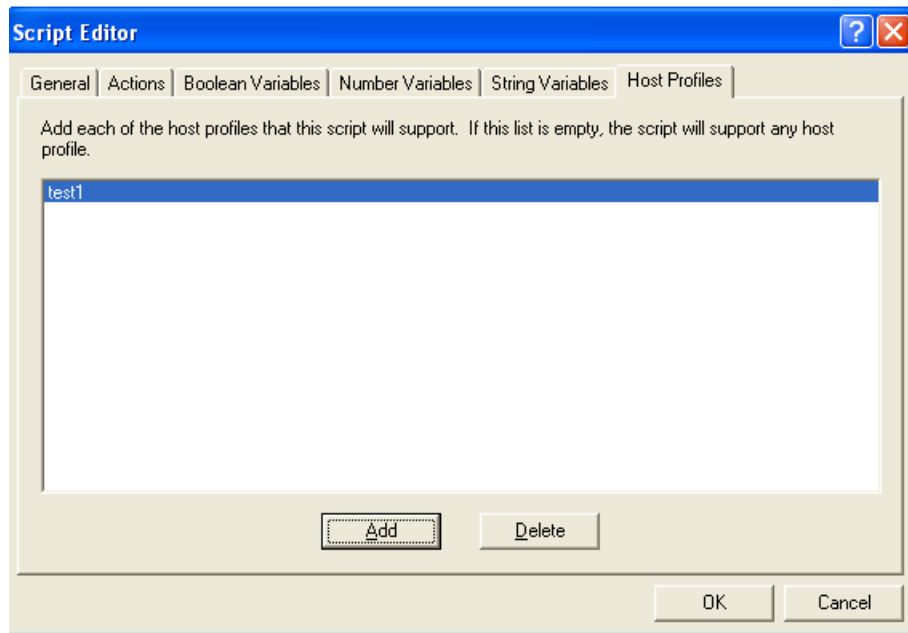 Script Editor
General Actions Boolean Variables Number Variables String Variables Host Profiles
Add each of the host profiles that this script will support.  If this list is empty, the script will support any host
profile.
test1
Add Delete
OK Cancel